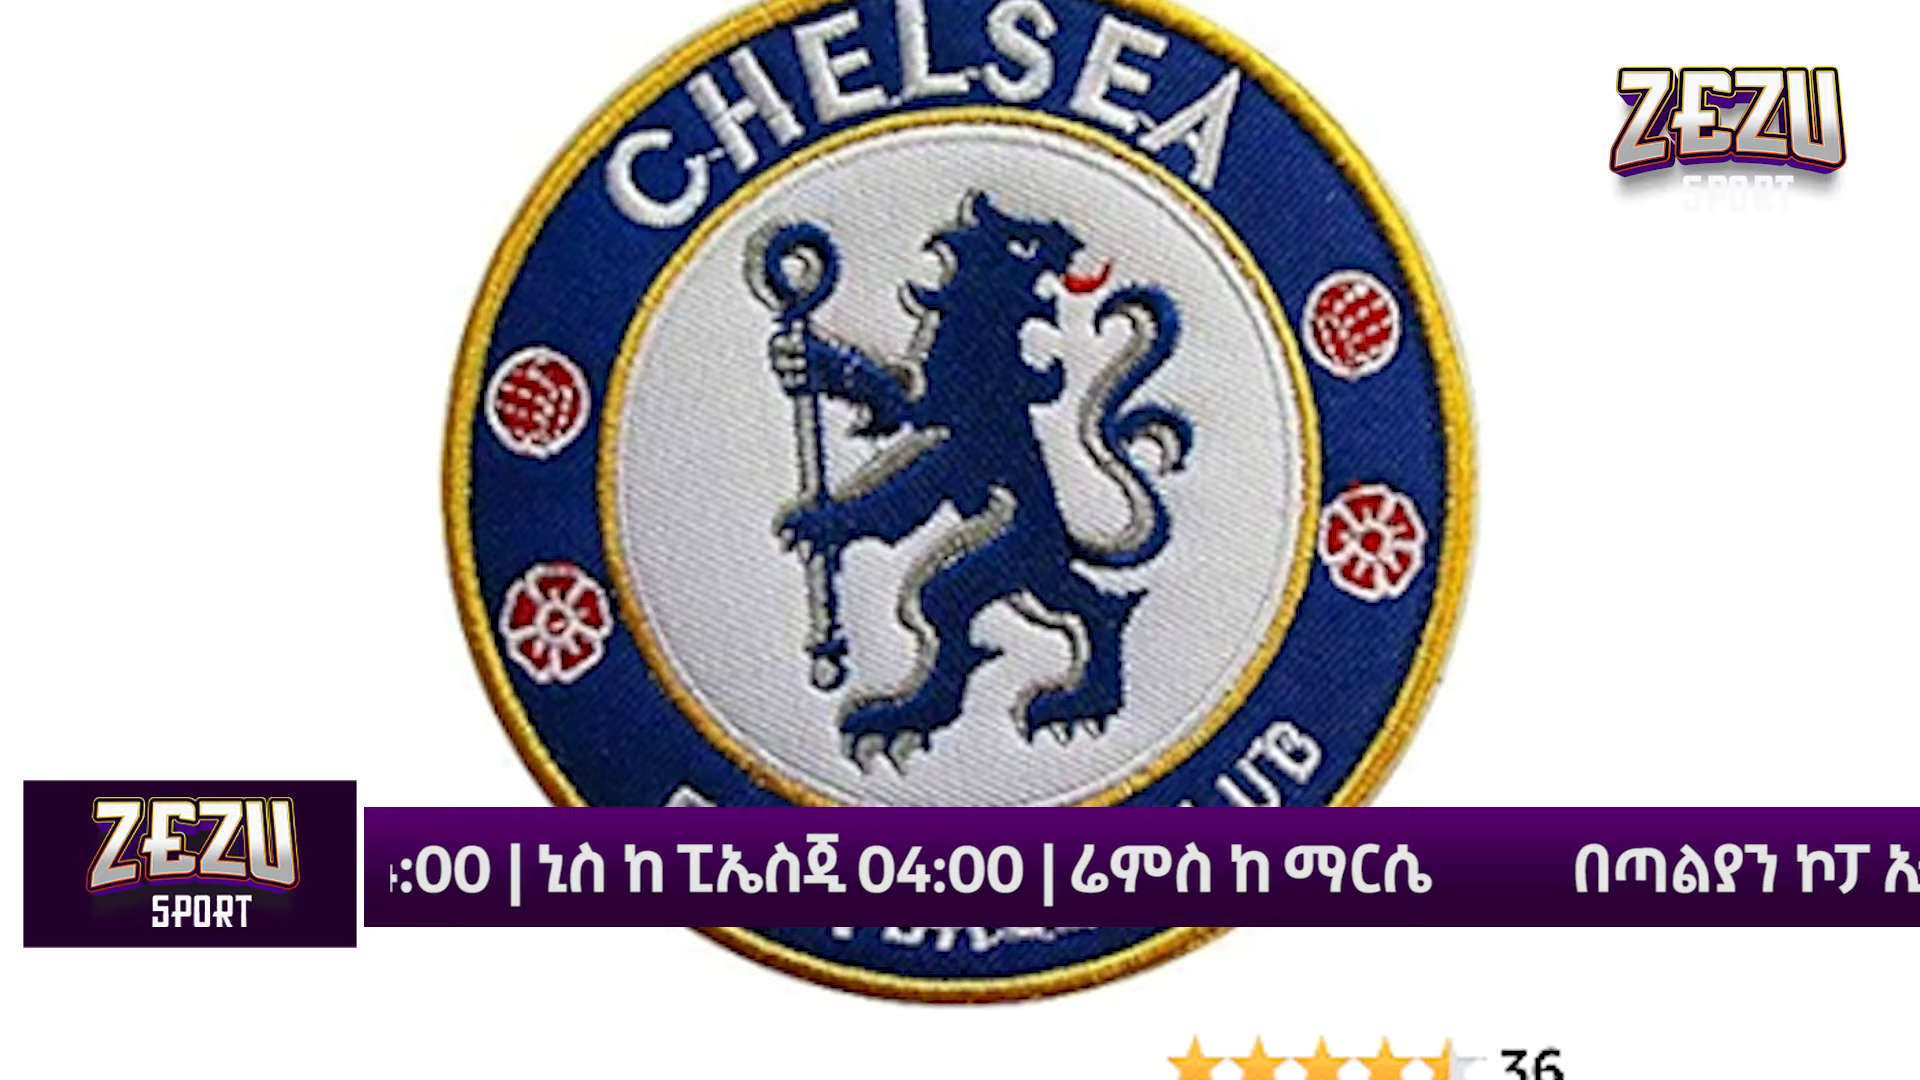 CHELSEA
ZEZU
SPORT
ZEZU
SPORT
:00 | ኒስ ከ ፒኤስጂ 04:00 | ሬምስ ከ ማርሴ በጣልያን ኮፓ
36